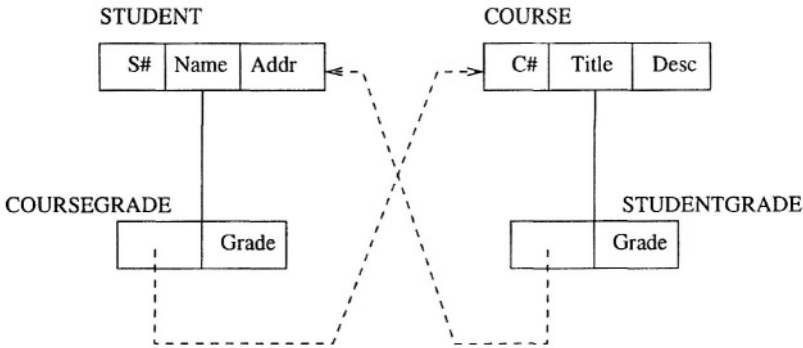 STUDENT
COURSE
S# Name Addr
C# Title Desc
COURSEGRADE
STUDENTGRADE
Grade
Grade